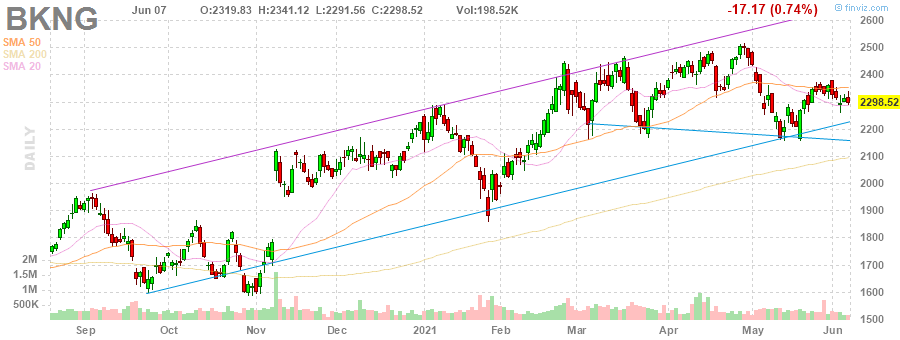 BKNG
Jun 07 O:2319.83 H:2341.12 L:2291.56 C:2298.52 Vol:198.52K -17.17 (0.74%)
© finviz.com
SMA 50
SMA 200
SMA 20
DAILY
2600
2500
2400
2298.52
2200
2100
2000
1900
1800
1700
1600
1500
2M
1.5M
1M
500K
Sep Oct Nov Dec 2021 Feb Mar Apr May Jun